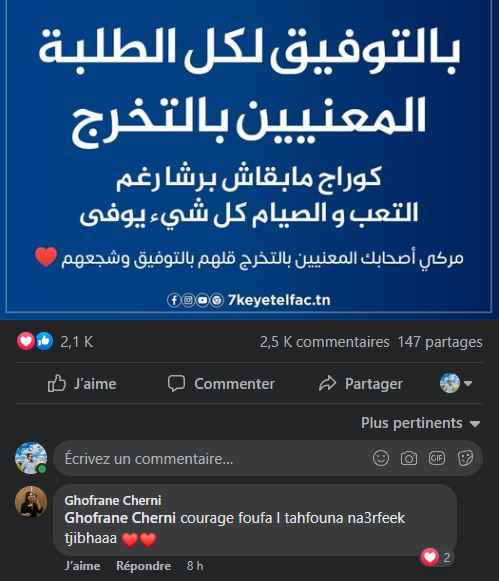 بالتوفيق لكل الطلبة
المعنيين بالتخرج
كوراج مابقاش برشا رغم
التعب و الصيام كل شيء يوفى
مركي أصحابك المعنيين بالتخرج قلهم بالتوفيق وشجعهم ❤️
7keyetelfac.tn
2,1 K 2,5 K commentaires 147 partages
J'aime Commenter Partager
Plus pertinents
Écrivez un commentaire...
GIF
Ghofrane Cherni
Ghofrane Cherni courage foufa l tahfouna na3rfeek
tjibhaaa ❤️❤️
2
J'aime Répondre 8 h